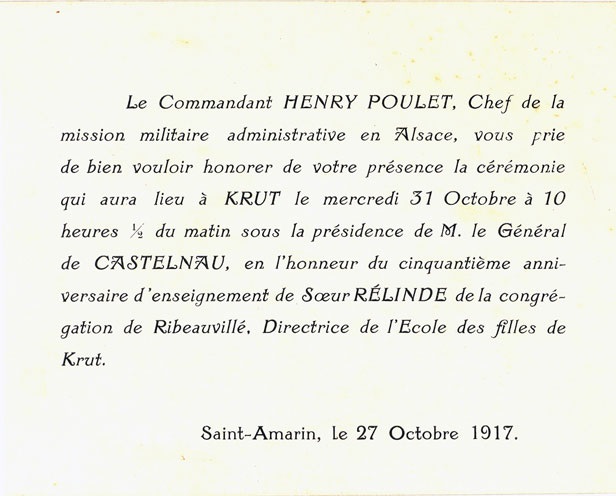 Le Commandant HENRY POULET, Chef de la
mission militaire administrative en Alsace, vous prie
de bien vouloir honorer de votre présence la cérémonie
qui aura lieu à KRUT le mercredi 31 Octobre à 10
heures ½ du matin sous la présidence de M. le Général
de CASTELNAU, en l'honneur du cinquantième anni-
versaire d'enseignement de Sœur RÉLINDE de la congré-
gation de Ribeauvillé, Directrice de l'Ecole des filles de
Krut.
Saint-Amarin, le 27 Octobre 1917.